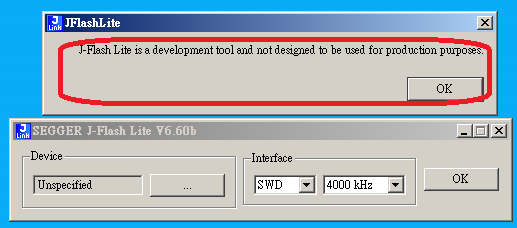 JFlashLite
J-Flash Lite is a development tool and not designed to be used for production purposes.
OK
SEGGER J-Flash Lite V6.60b
Device
Unspecified
...
Interface
SWD
4000 kHz
OK